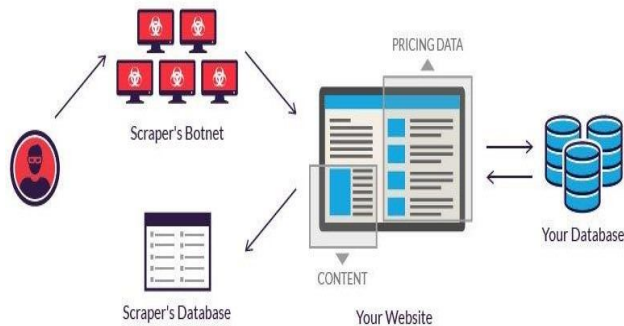 PRICING DATA
Scraper's Botnet
Your Database
CONTENT
Scraper's Database
Your Website